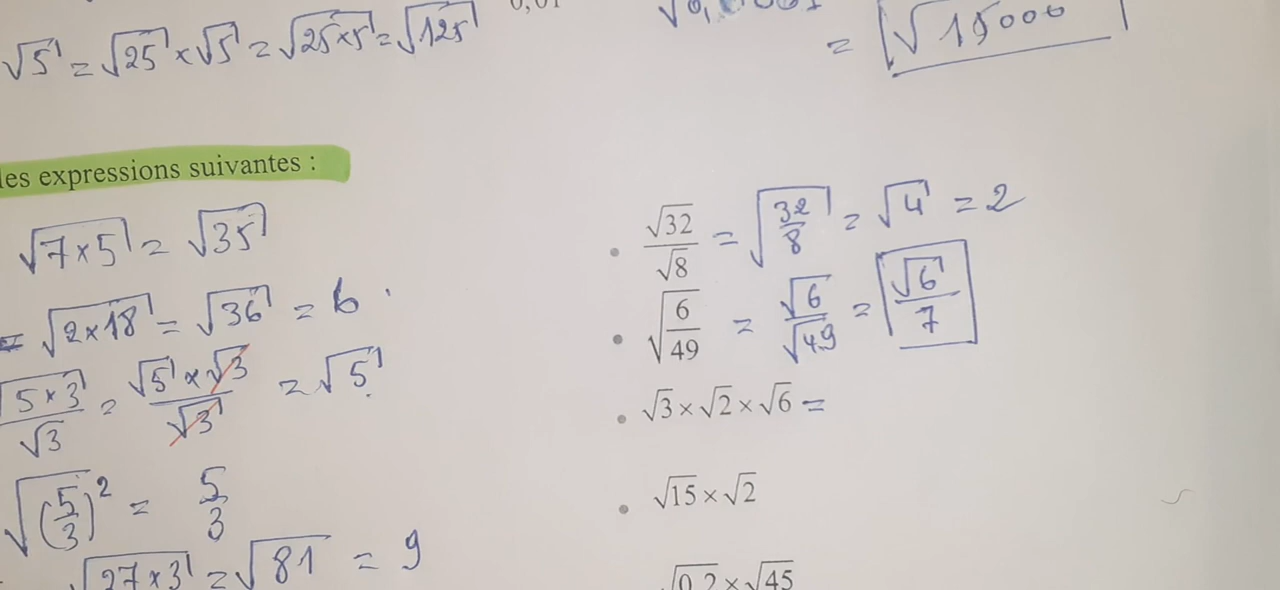 √5 = √25 × √5 = √25×5 = √125
= √15000
les expressions suivantes :
√7×5 = √35
= √2×18 = √36 = 6
√5×3/√3 = √5×√3/√3 = √5
√(5/3)² = 5/3
√27×3 = √81 = 9
• √32/√8 = √32/8 = √4 = 2
• √6/49 = √6/√49 = √6/7
• √3×√2×√6 =
• √15×√2
√0,2×√45